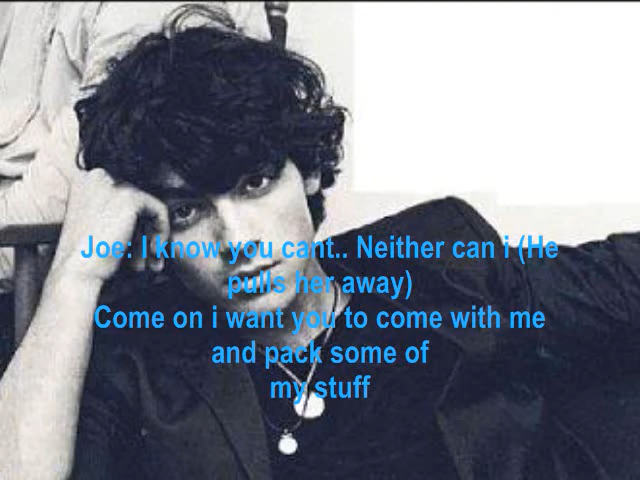 Joe: I know you cant.. Neither can i (He
pulls her away)
Come on i want you to come with me
and pack some of
my stuff